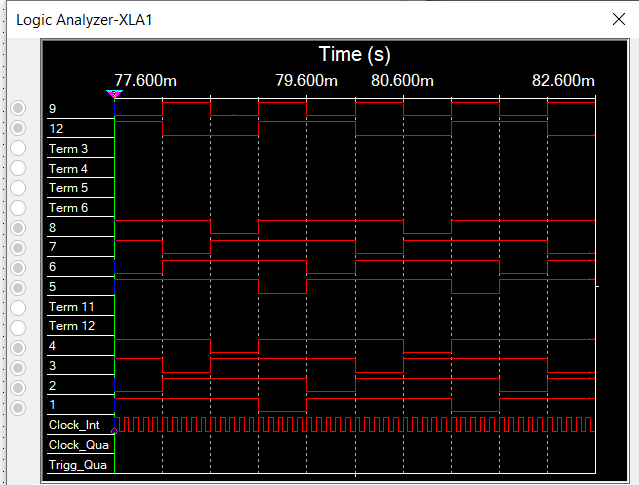 Logic Analyzer-XLA1
Time (s)
77.600m 79.600m 80.600m 82.600m
9
12
Term 3
Term 4
Term 5
Term 6
8
7
6
5
Term 11
Term 12
4
3
2
1
Clock_Int
Clock_Qua
Trigg_Qua